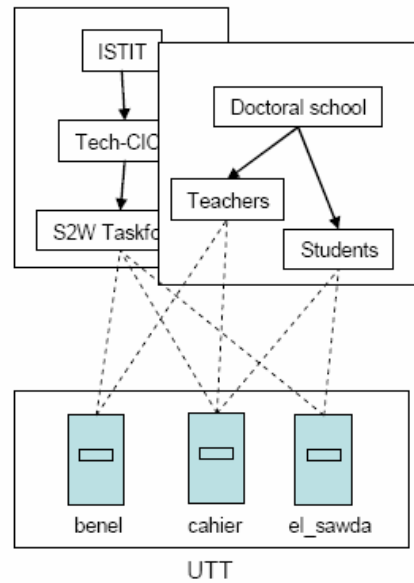 ISTIT
Doctoral school
Tech-CIC
Teachers
S2W Taskfo
Students
benel cahier el_sawda
UTT